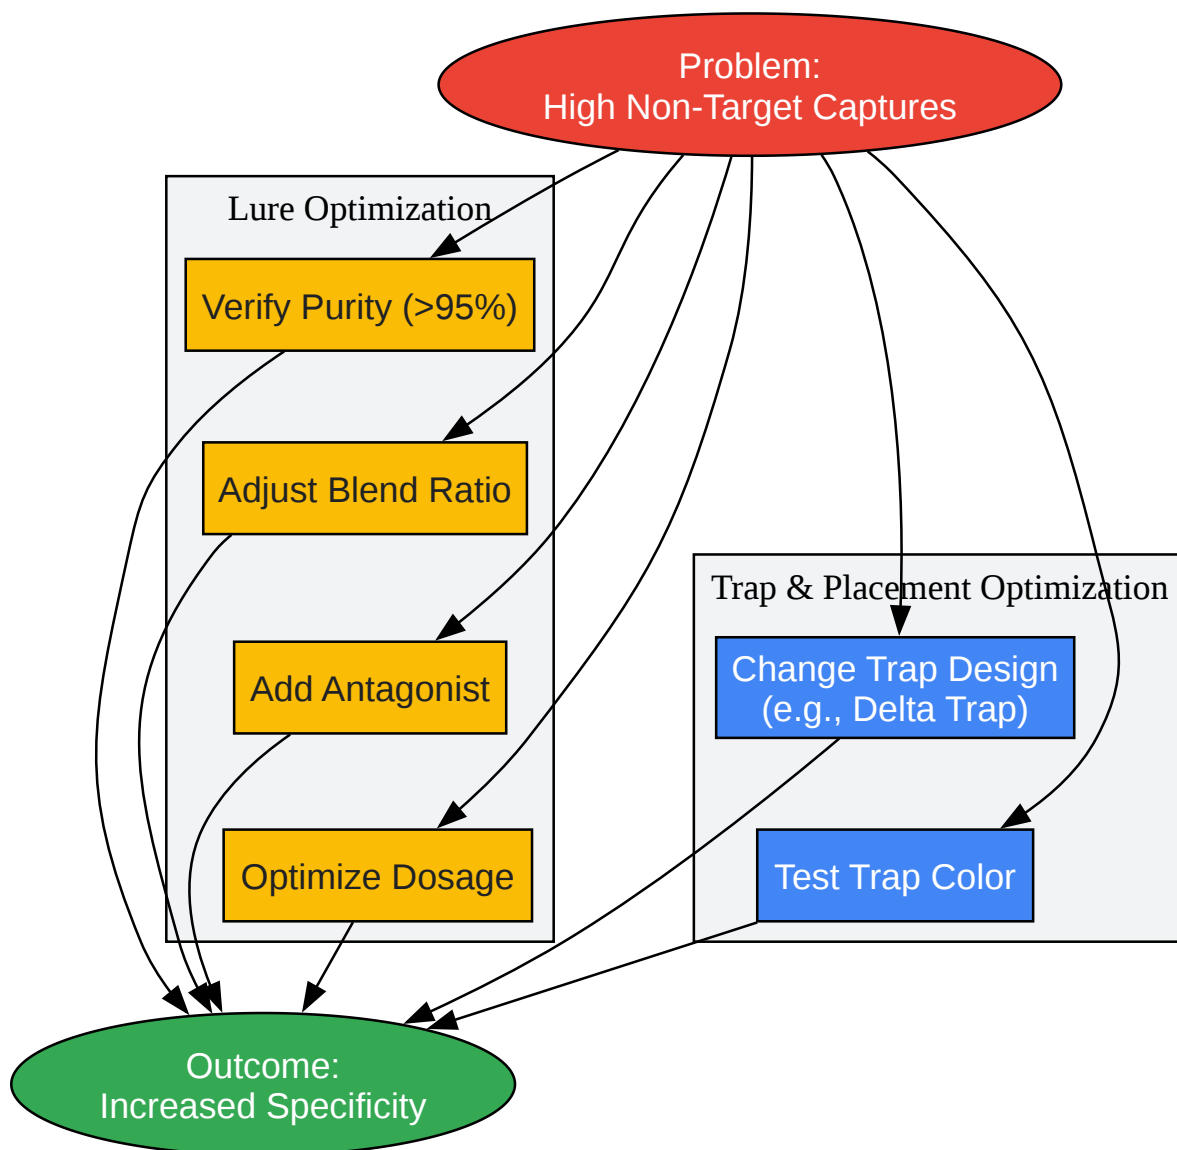 Problem:
High Non-Target Captures
Lure Optimization
Verify Purity (>95%)
Adjust Blend Ratio
Add Antagonist
Optimize Dosage
Trap & Placement Optimization
Change Trap Design
(e.g., Delta Trap)
Test Trap Color
Outcome:
Increased Specificity